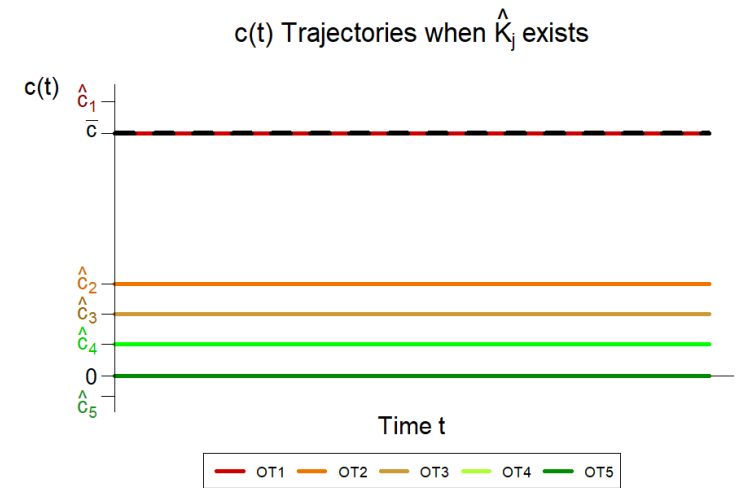 c(t) Trajectories when K̂ⱼ exists
c(t)
ĉ₁
c̄
ĉ₂
ĉ₃
ĉ₄
0
ĉ₅
Time t
OT1 OT2 OT3 OT4 OT5